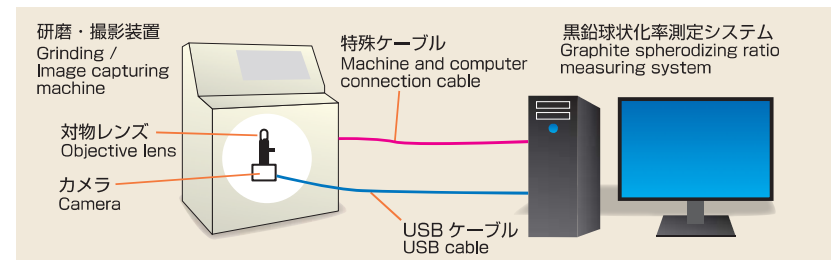 研磨・撮影装置
Grinding /
Image capturing
machine
対物レンズ
Objective lens
カメラ
Camera
特殊ケーブル
Machine and computer
connection cable
USB ケーブル
USB cable
黒鉛球状化率測定システム
Graphite spherodizing ratio
measuring system